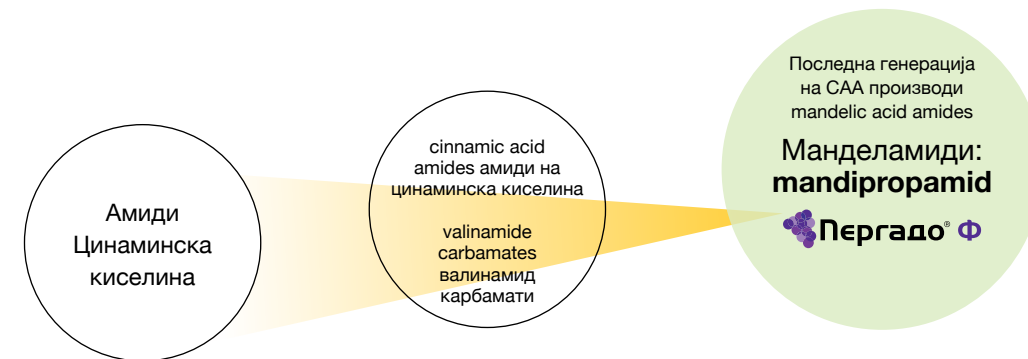 Амиди
Цинаминска
киселина
cinnamic acid
amides амиди на
цинаминска киселина
valinamide
carbamates
валинамид
карбамати
Последна генерација
на САА производи
mandelic acid amides
Манделамиди:
mandipropamid
Пергадо® Ф